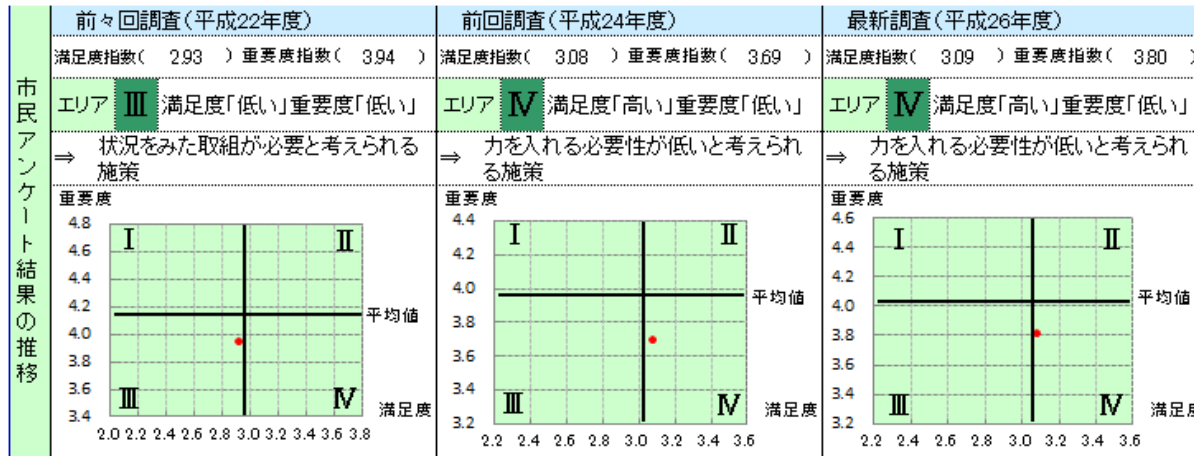 市民アンケート結果の推移
前々回調査(平成22年度)
満足度指数( 2.93 )重要度指数( 3.94 )
エリア Ⅲ 満足度「低い」重要度「低い」
⇒ 状況をみた取組が必要と考えられる
施策
重要度
4.8
4.6
4.4
4.2
4.0
3.8
3.6
3.4
Ⅰ Ⅱ
平均値
Ⅲ Ⅳ
満足度
2.0 2.2 2.4 2.6 2.8 3.0 3.2 3.4 3.6 3.8
前回調査(平成24年度)
満足度指数( 3.08 )重要度指数( 3.69 )
エリア Ⅳ 満足度「高い」重要度「低い」
⇒ 力を入れる必要性が低いと考えられ
る施策
重要度
4.4
4.2
4.0
3.8
3.6
3.4
3.2
Ⅰ Ⅱ
平均値
Ⅲ Ⅳ
満足度
2.2 2.4 2.6 2.8 3.0 3.2 3.4 3.6
最新調査(平成26年度)
満足度指数( 3.09 )重要度指数( 3.80 )
エリア Ⅳ 満足度「高い」重要度「低い」
⇒ 力を入れる必要性が低いと考えられ
る施策
重要度
4.6
4.4
4.2
4.0
3.8
3.6
3.4
3.2
Ⅰ Ⅱ
平均値
Ⅲ Ⅳ
満足度
2.2 2.4 2.6 2.8 3.0 3.2 3.4 3.6